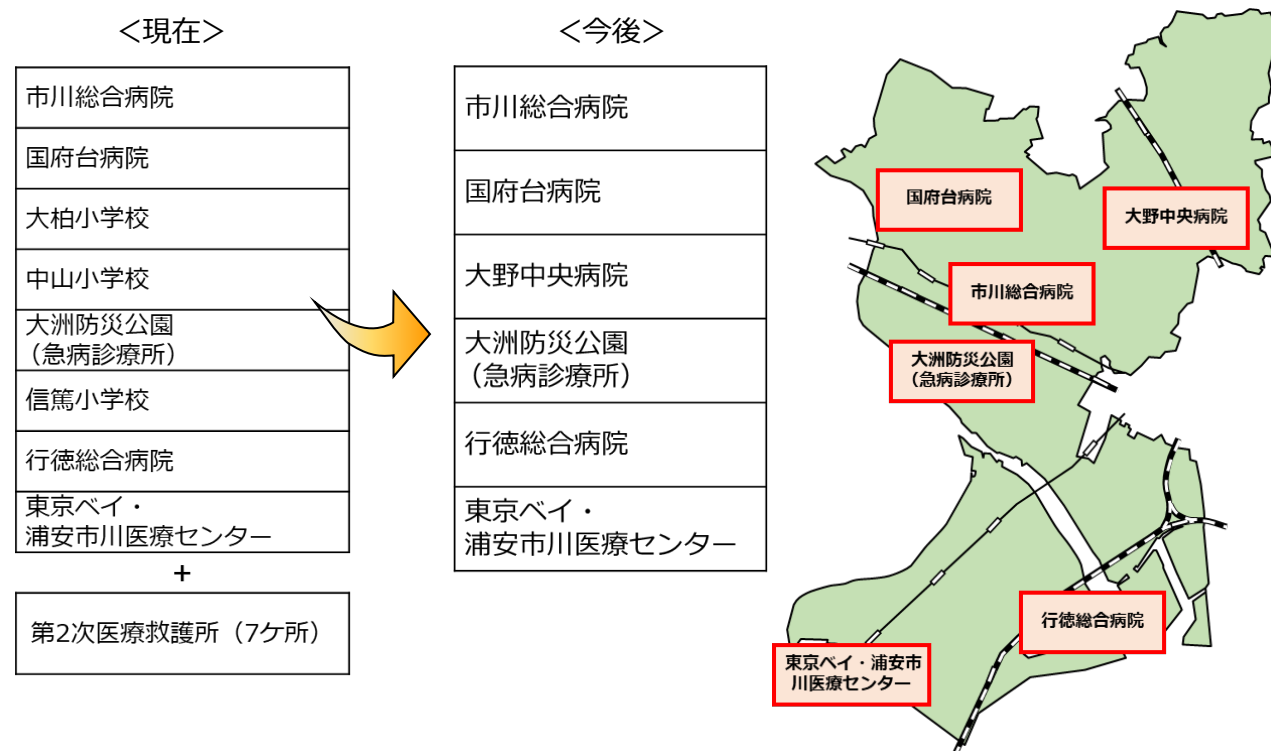 <現在>
市川総合病院
国府台病院
大柏小学校
中山小学校
大洲防災公園
（急病診療所）
信篤小学校
行徳総合病院
東京ベイ・
浦安市川医療センター
+
第2次医療救護所（7ケ所）
<今後>
市川総合病院
国府台病院
大野中央病院
大洲防災公園
（急病診療所）
行徳総合病院
東京ベイ・
浦安市川医療センター
国府台病院
大野中央病院
市川総合病院
大洲防災公園
（急病診療所）
行徳総合病院
東京ベイ・浦安市
川医療センター